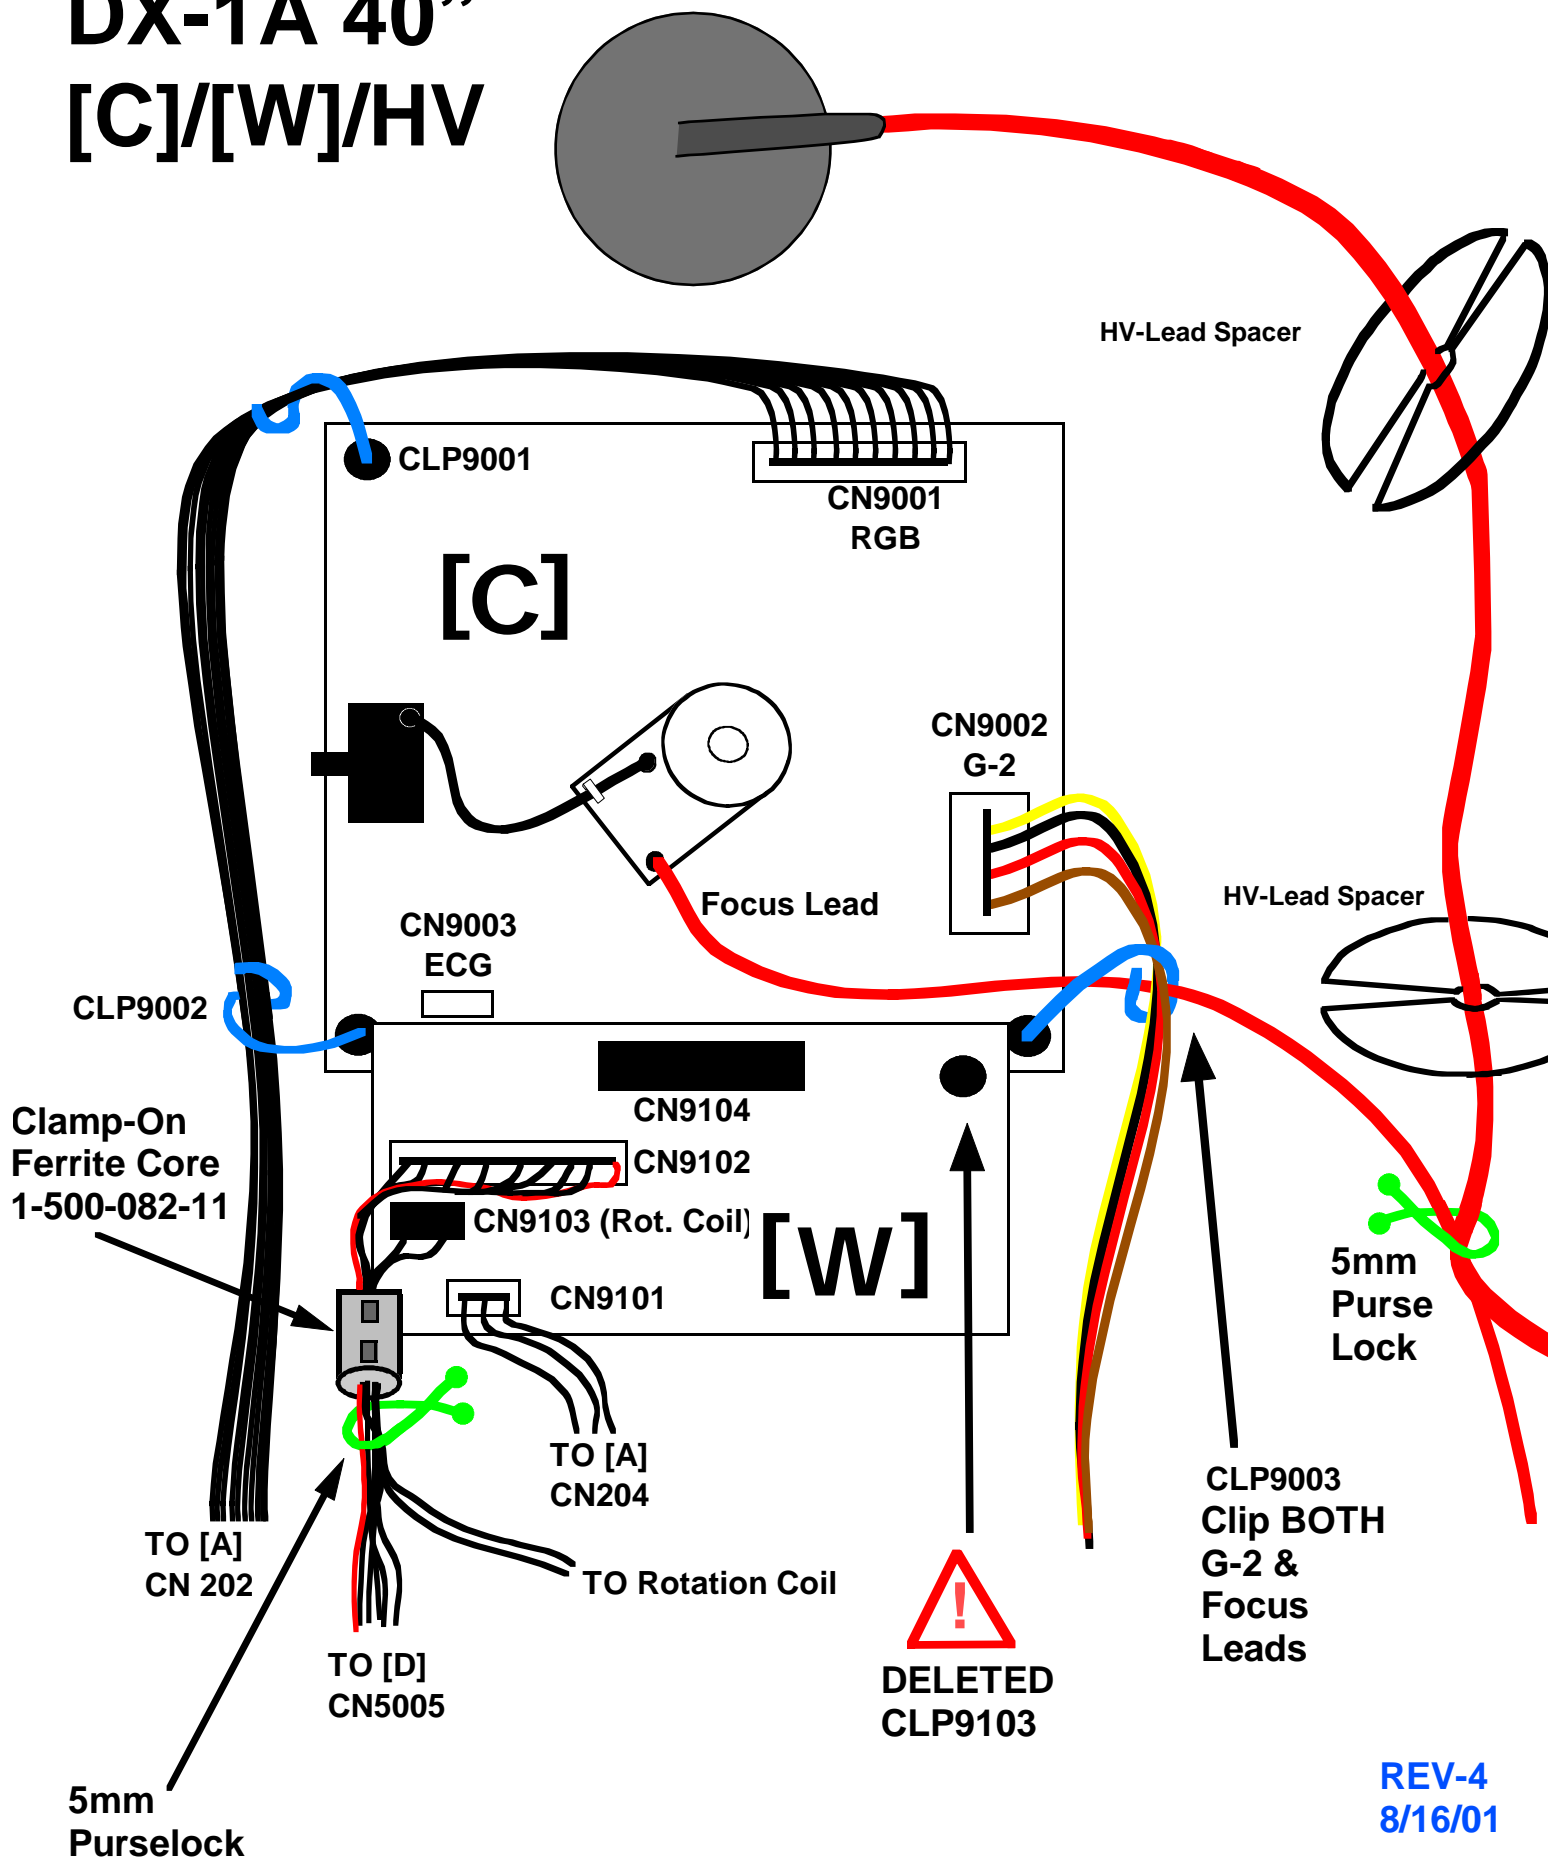 DX-1A 40”
[C]/[W]/HV
HV-Lead Spacer
CLP9001
CN9001
RGB
[C]
CN9002
G-2
Focus Lead
HV-Lead Spacer
CN9003
ECG
CLP9002
Clamp-On
Ferrite Core
1-500-082-11
CN9104
CN9102
CN9103 (Rot. Coil)
[W]
CN9101
5mm
Purse
Lock
TO [A]
CN204
TO [A]
CN 202
TO Rotation Coil
CLP9003
Clip BOTH
G-2 &
Focus
Leads
!
TO [D]
CN5005
DELETED
CLP9103
5mm
Purselock
REV-4
8/16/01